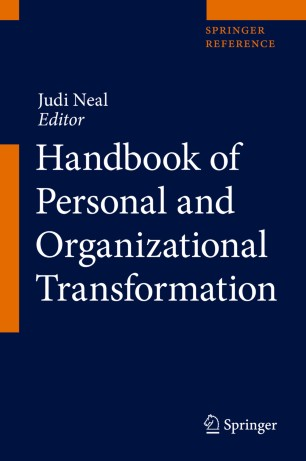 SPRINGER
REFERENCE
Judi Neal
Editor
Handbook of
Personal and
Organizational
Transformation
Springer